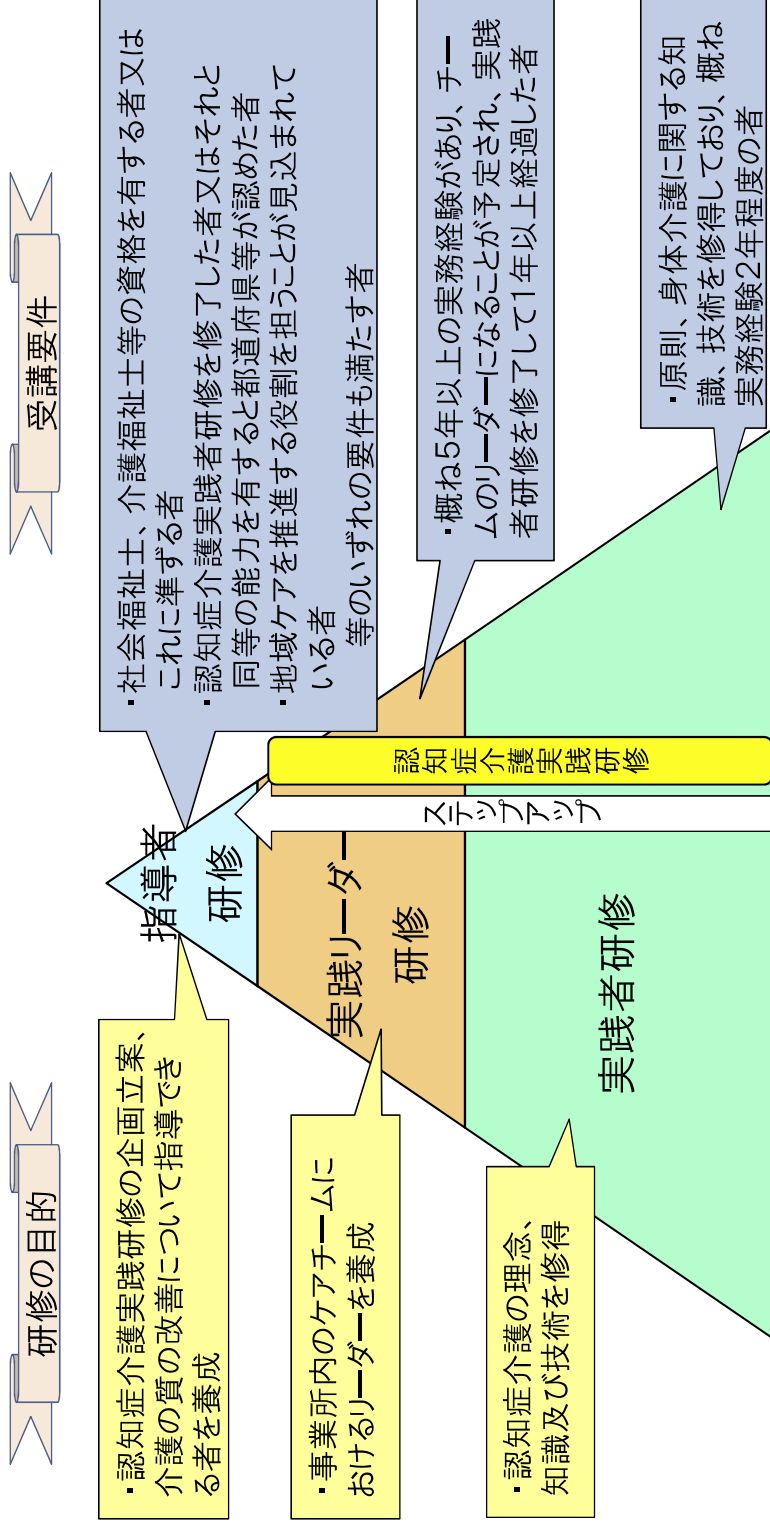 研修の目的
受講要件
・認知症介護実践研修の企画立案、
介護の質の改善について指導でき
る者を養成
指導者
研修
・社会福祉士、介護福祉士等の資格を有する者又は
これに準ずる者
・認知症介護実践者研修を修了した者又はそれと
同等の能力を有すると都道府県等が認めた者
・地域ケアを推進する役割を担うことが見込まれて
いる者
等のいずれの要件も満たす者
・事業所内のケアチームに
おけるリーダーを養成
実践リーダー
研修
・概ね5年以上の実務経験があり、チー
ムのリーダーになることが予定され、実践
者研修を修了して1年以上経過した者
・認知症介護の理念、
知識及び技術を修得
実践者研修
ステップアップ
認知症介護実践研修
・原則、身体介護に関する知
識、技術を修得しており、概ね
実務経験2年程度の者